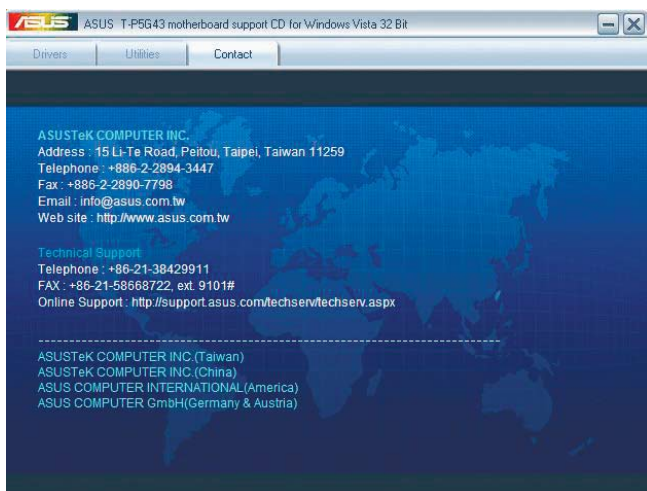 ASUS ASUS T-P5G43 motherboard support CD for Windows Vista 32 Bit
Drivers Utilities Contact
ASUSTeK COMPUTER INC.
Address : 15 Li-Te Road, Peitou, Taipei, Taiwan 11259
Telephone : +886-2-2894-3447
Fax : +886-2-2890-7798
Email : info@asus.com.tw
Web site : http://www.asus.com.tw
Technical Support
Telephone : +86-21-38429911
FAX : +86-21-58668722, ext. 9101#
Online Support : http://support.asus.com/techserv/techserv.aspx
--------------------------------------------------------------------------------------------
ASUSTeK COMPUTER INC.(Taiwan)
ASUSTeK COMPUTER INC.(China)
ASUS COMPUTER INTERNATIONAL(America)
ASUS COMPUTER GmbH(Germany & Austria)